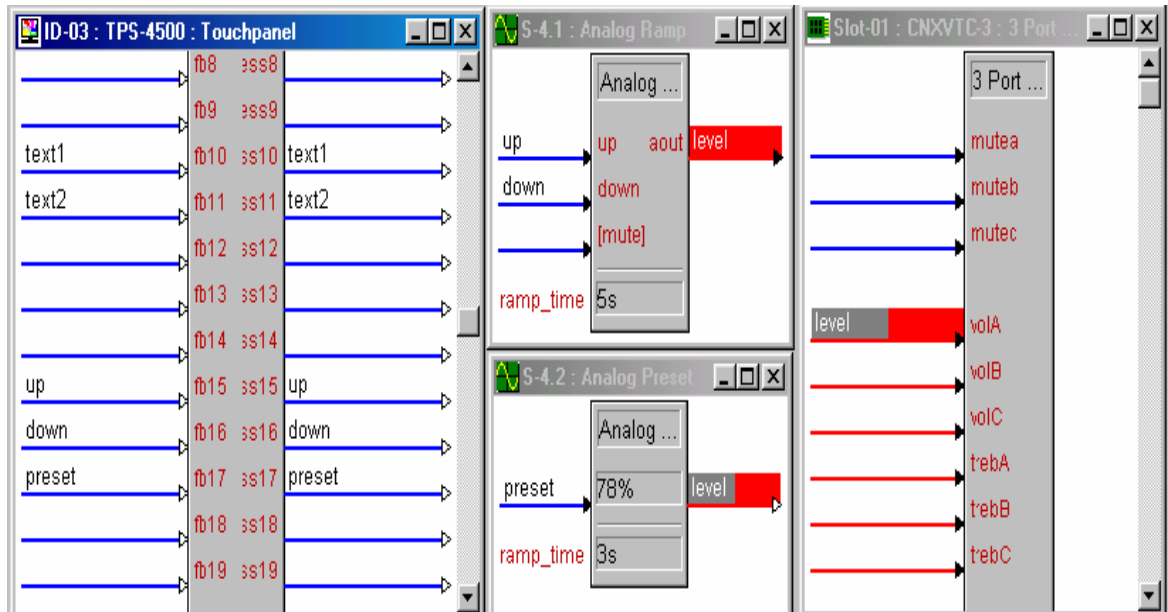 ID-03 : TPS-4500 : Touchpanel
fb8 ess8
fb9 ess9
text1 fb10 ss10 text1
text2 fb11 ss11 text2
fb12 ss12
fb13 ss13
fb14 ss14
up fb15 ss15 up
down fb16 ss16 down
preset fb17 ss17 preset
fb18 ss18
fb19 ss19
S-4.1 : Analog Ramp
Analog ...
up up aout level
down down
[mute]
ramp_time 5s
S-4.2 : Analog Preset
Analog ...
preset 78% level
ramp_time 3s
Slot-01 : CNXVTC-3 : 3 Port ...
3 Port ...
mutea
muteb
mutec
level volA
volB
volC
trebA
trebB
trebC